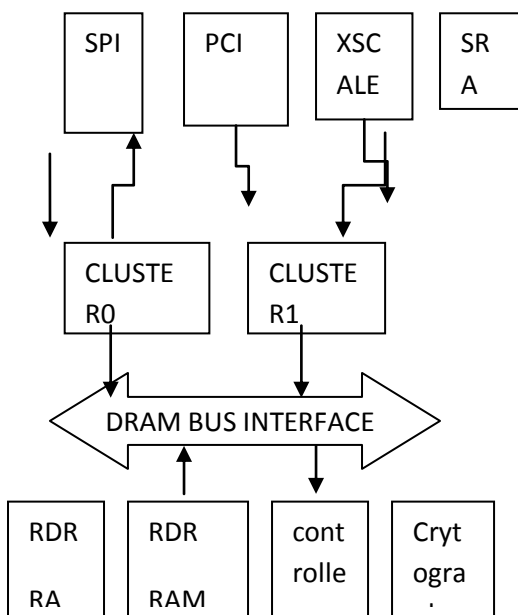 SPI
PCI
XSC
ALE
SR
A
CLUSTE
R0
CLUSTE
R1
DRAM BUS INTERFACE
RDR
RA
RDR
RAM
cont
rolle
Cryt
ogra